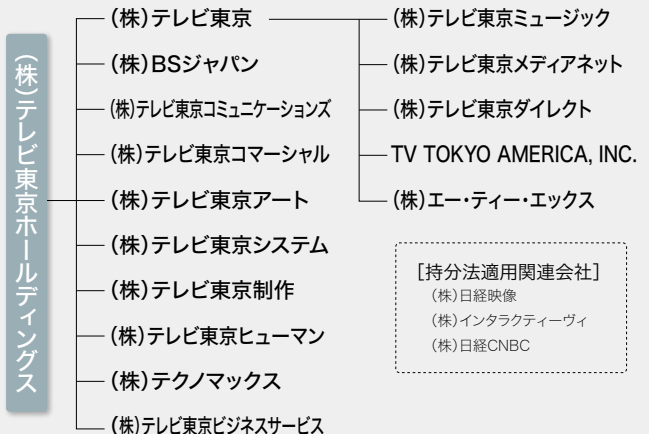 (株)テレビ東京ホールディングス
(株)テレビ東京
(株)BSジャパン
(株)テレビ東京コミュニケーションズ
(株)テレビ東京コマーシャル
(株)テレビ東京アート
(株)テレビ東京システム
(株)テレビ東京制作
(株)テレビ東京ヒューマン
(株)テクノマックス
(株)テレビ東京ビジネスサービス
(株)テレビ東京ミュージック
(株)テレビ東京メディアネット
(株)テレビ東京ダイレクト
TV TOKYO AMERICA, INC.
(株)エー・ティー・エックス
[持分法適用関連会社]
(株)日経映像
(株)インタラクティーヴィ
(株)日経CNBC